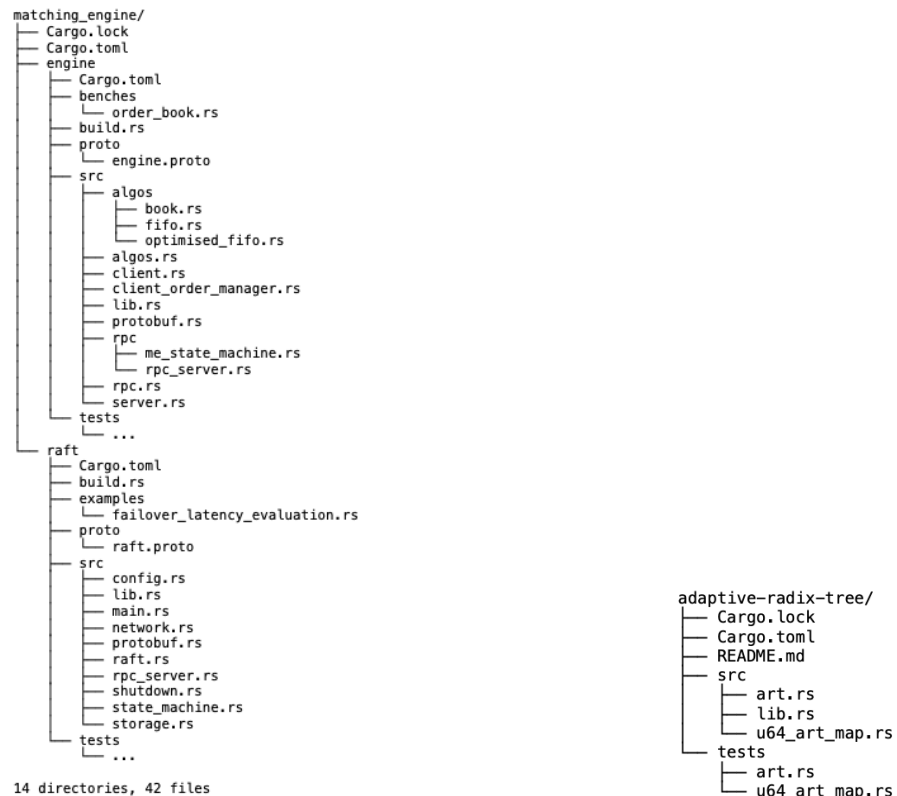 matching_engine/
├── Cargo.lock
├── Cargo.toml
├── engine
│   ├── Cargo.toml
│   ├── benches
│   │   └── order_book.rs
│   ├── build.rs
│   ├── proto
│   │   └── engine.proto
│   ├── src
│   │   ├── algos
│   │   │   ├── book.rs
│   │   │   ├── fifo.rs
│   │   │   └── optimised_fifo.rs
│   │   ├── algos.rs
│   │   ├── client.rs
│   │   ├── client_order_manager.rs
│   │   ├── lib.rs
│   │   ├── protobuf.rs
│   │   ├── rpc
│   │   │   ├── me_state_machine.rs
│   │   │   └── rpc_server.rs
│   │   ├── rpc.rs
│   │   └── server.rs
│   └── tests
│       └── ...
└── raft
    ├── Cargo.toml
    ├── build.rs
    ├── examples
    │   └── failover_latency_evaluation.rs
    ├── proto
    │   └── raft.proto
    ├── src
    │   ├── config.rs
    │   ├── lib.rs
    │   ├── main.rs
    │   ├── network.rs
    │   ├── protobuf.rs
    │   ├── raft.rs
    │   ├── rpc_server.rs
    │   ├── shutdown.rs
    │   ├── state_machine.rs
    │   └── storage.rs
    └── tests
        └── ...
14 directories, 42 files
adaptive-radix-tree/
├── Cargo.lock
├── Cargo.toml
├── README.md
├── src
│   ├── art.rs
│   ├── lib.rs
│   └── u64_art_map.rs
└── tests
    ├── art.rs
    └── u64_art_map.rs